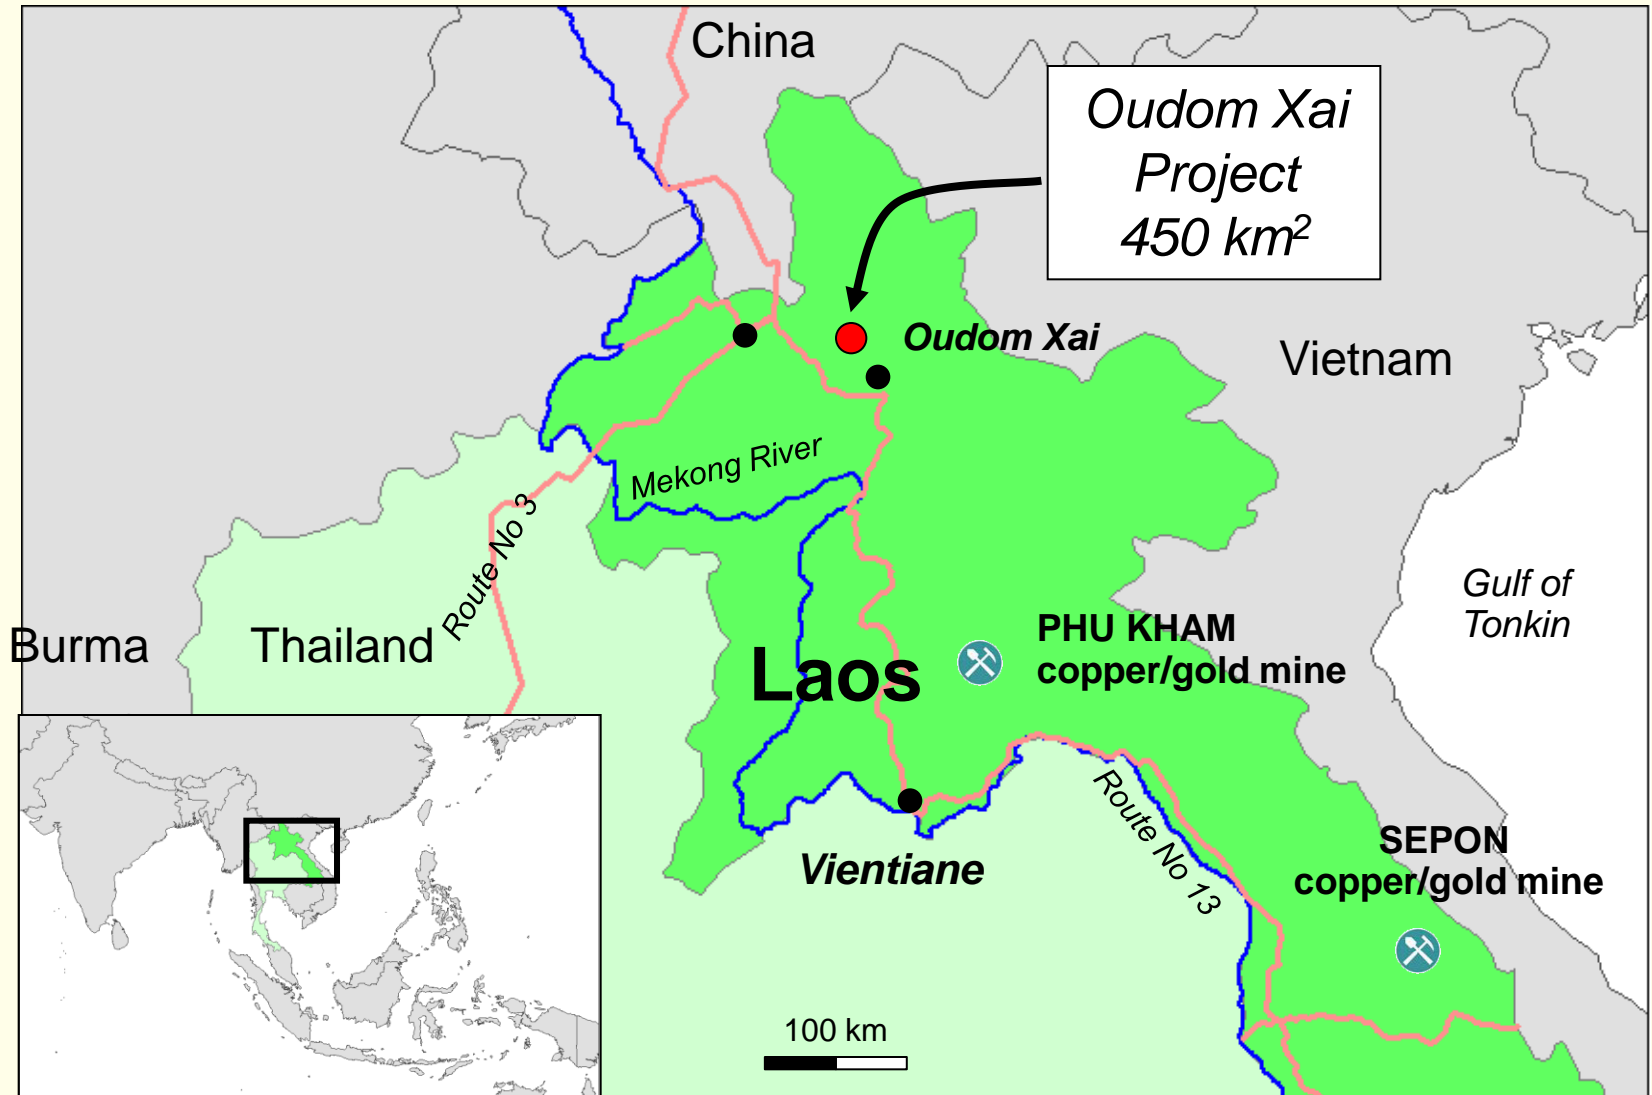 China
Oudom Xai
Project
450 km²
Oudom Xai
Vietnam
Mekong River
Route No 3
Gulf of
Tonkin
Burma
Thailand
PHU KHAM
copper/gold mine
Laos
Route No 13
SEPON
copper/gold mine
Vientiane
100 km